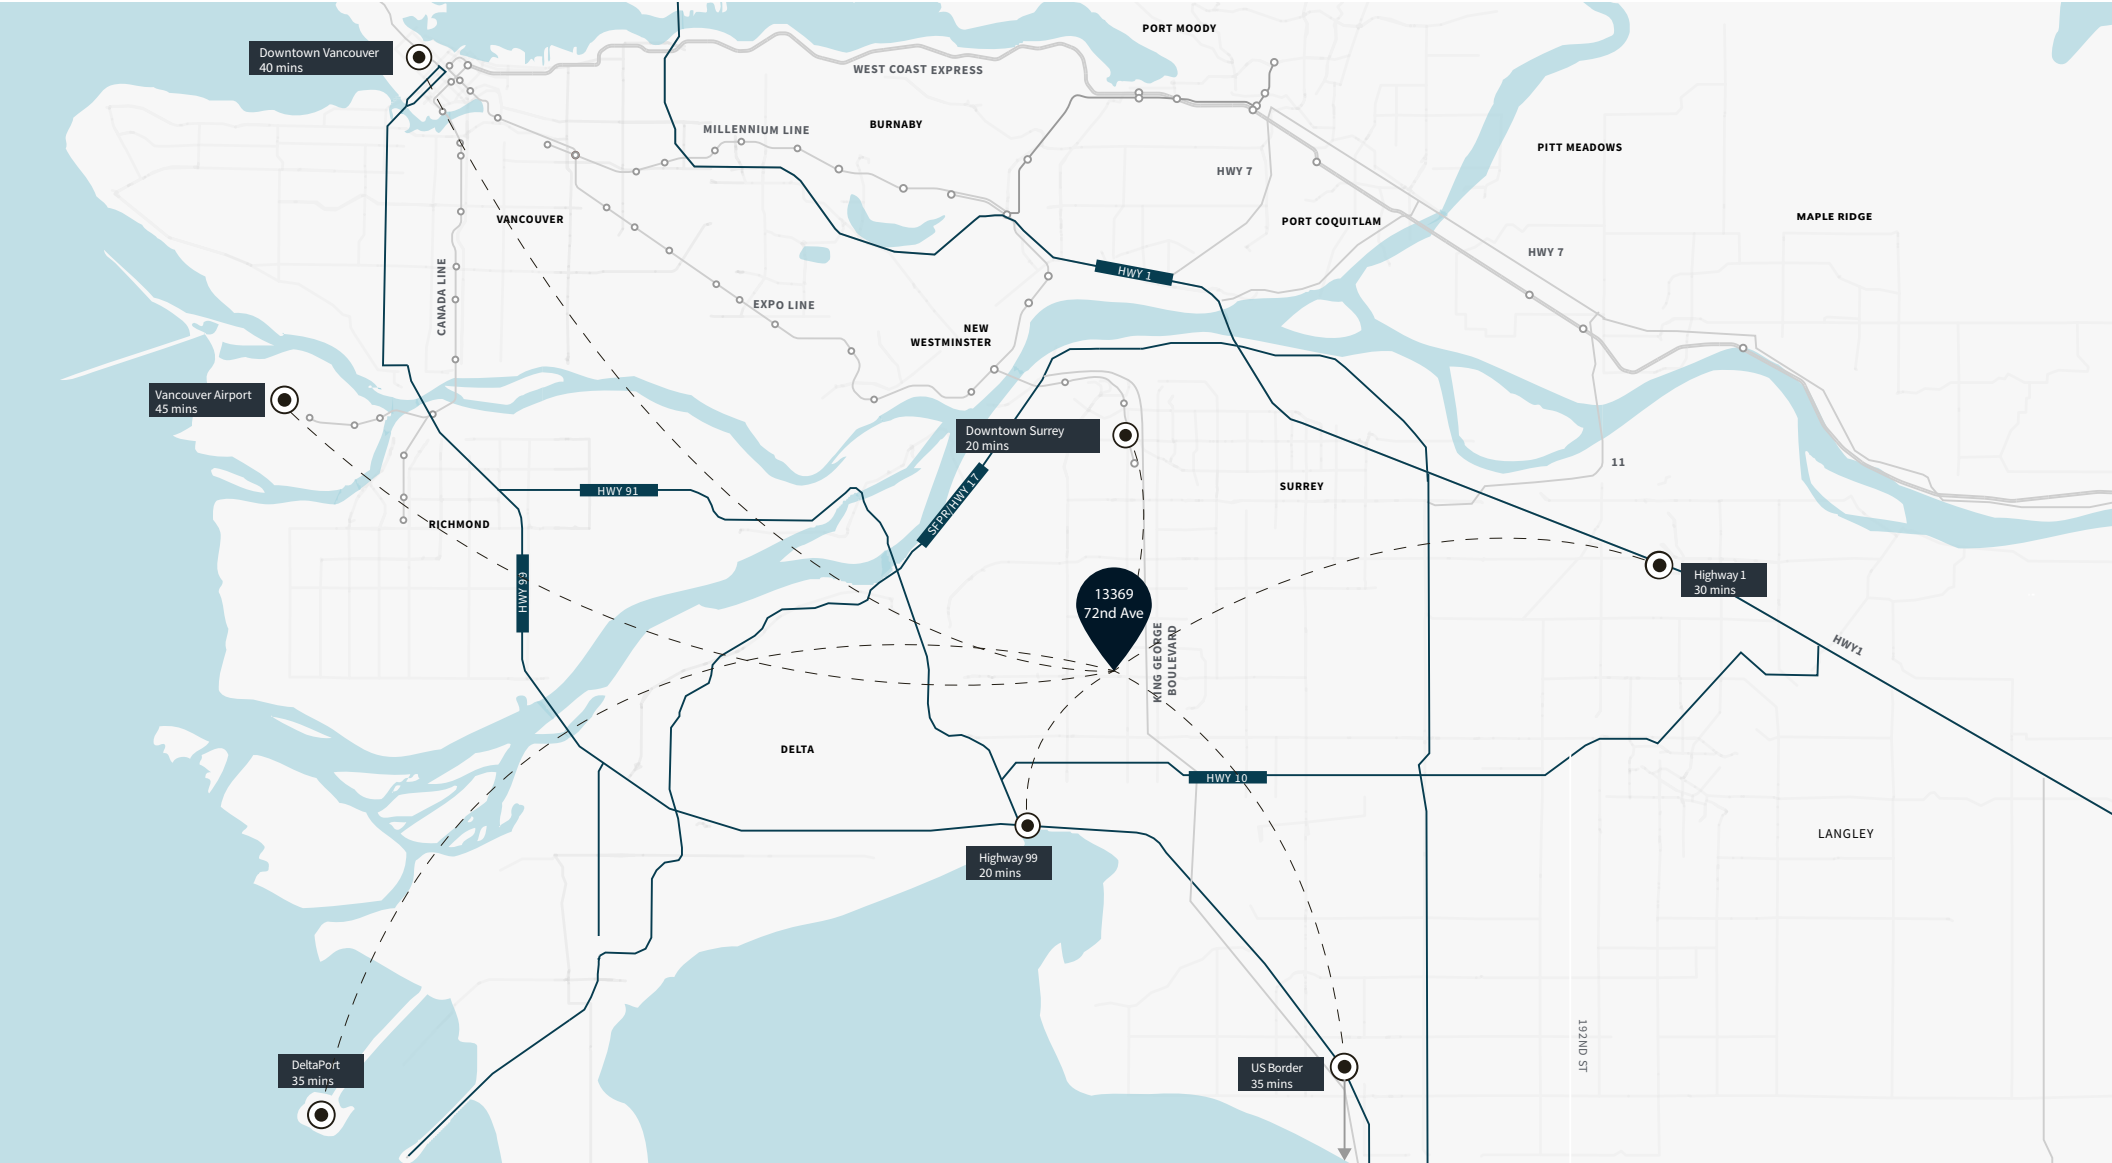 PORT MOODY
Downtown Vancouver
40 mins
WEST COAST EXPRESS
MILLENNIUM LINE
BURNABY
PITT MEADOWS
HWY 7
VANCOUVER
PORT COQUITLAM
MAPLE RIDGE
HWY 7
CANADA LINE
HWY 1
EXPO LINE
NEW
WESTMINSTER
Vancouver Airport
45 mins
Downtown Surrey
20 mins
11
SURREY
HWY 91
SFPR/HWY 17
RICHMOND
HWY 99
13369
72nd Ave
Highway 1
30 mins
KING GEORGE
BOULEVARD
HWY1
DELTA
HWY 10
LANGLEY
Highway 99
20 mins
192ND ST
DeltaPort
35 mins
US Border
35 mins